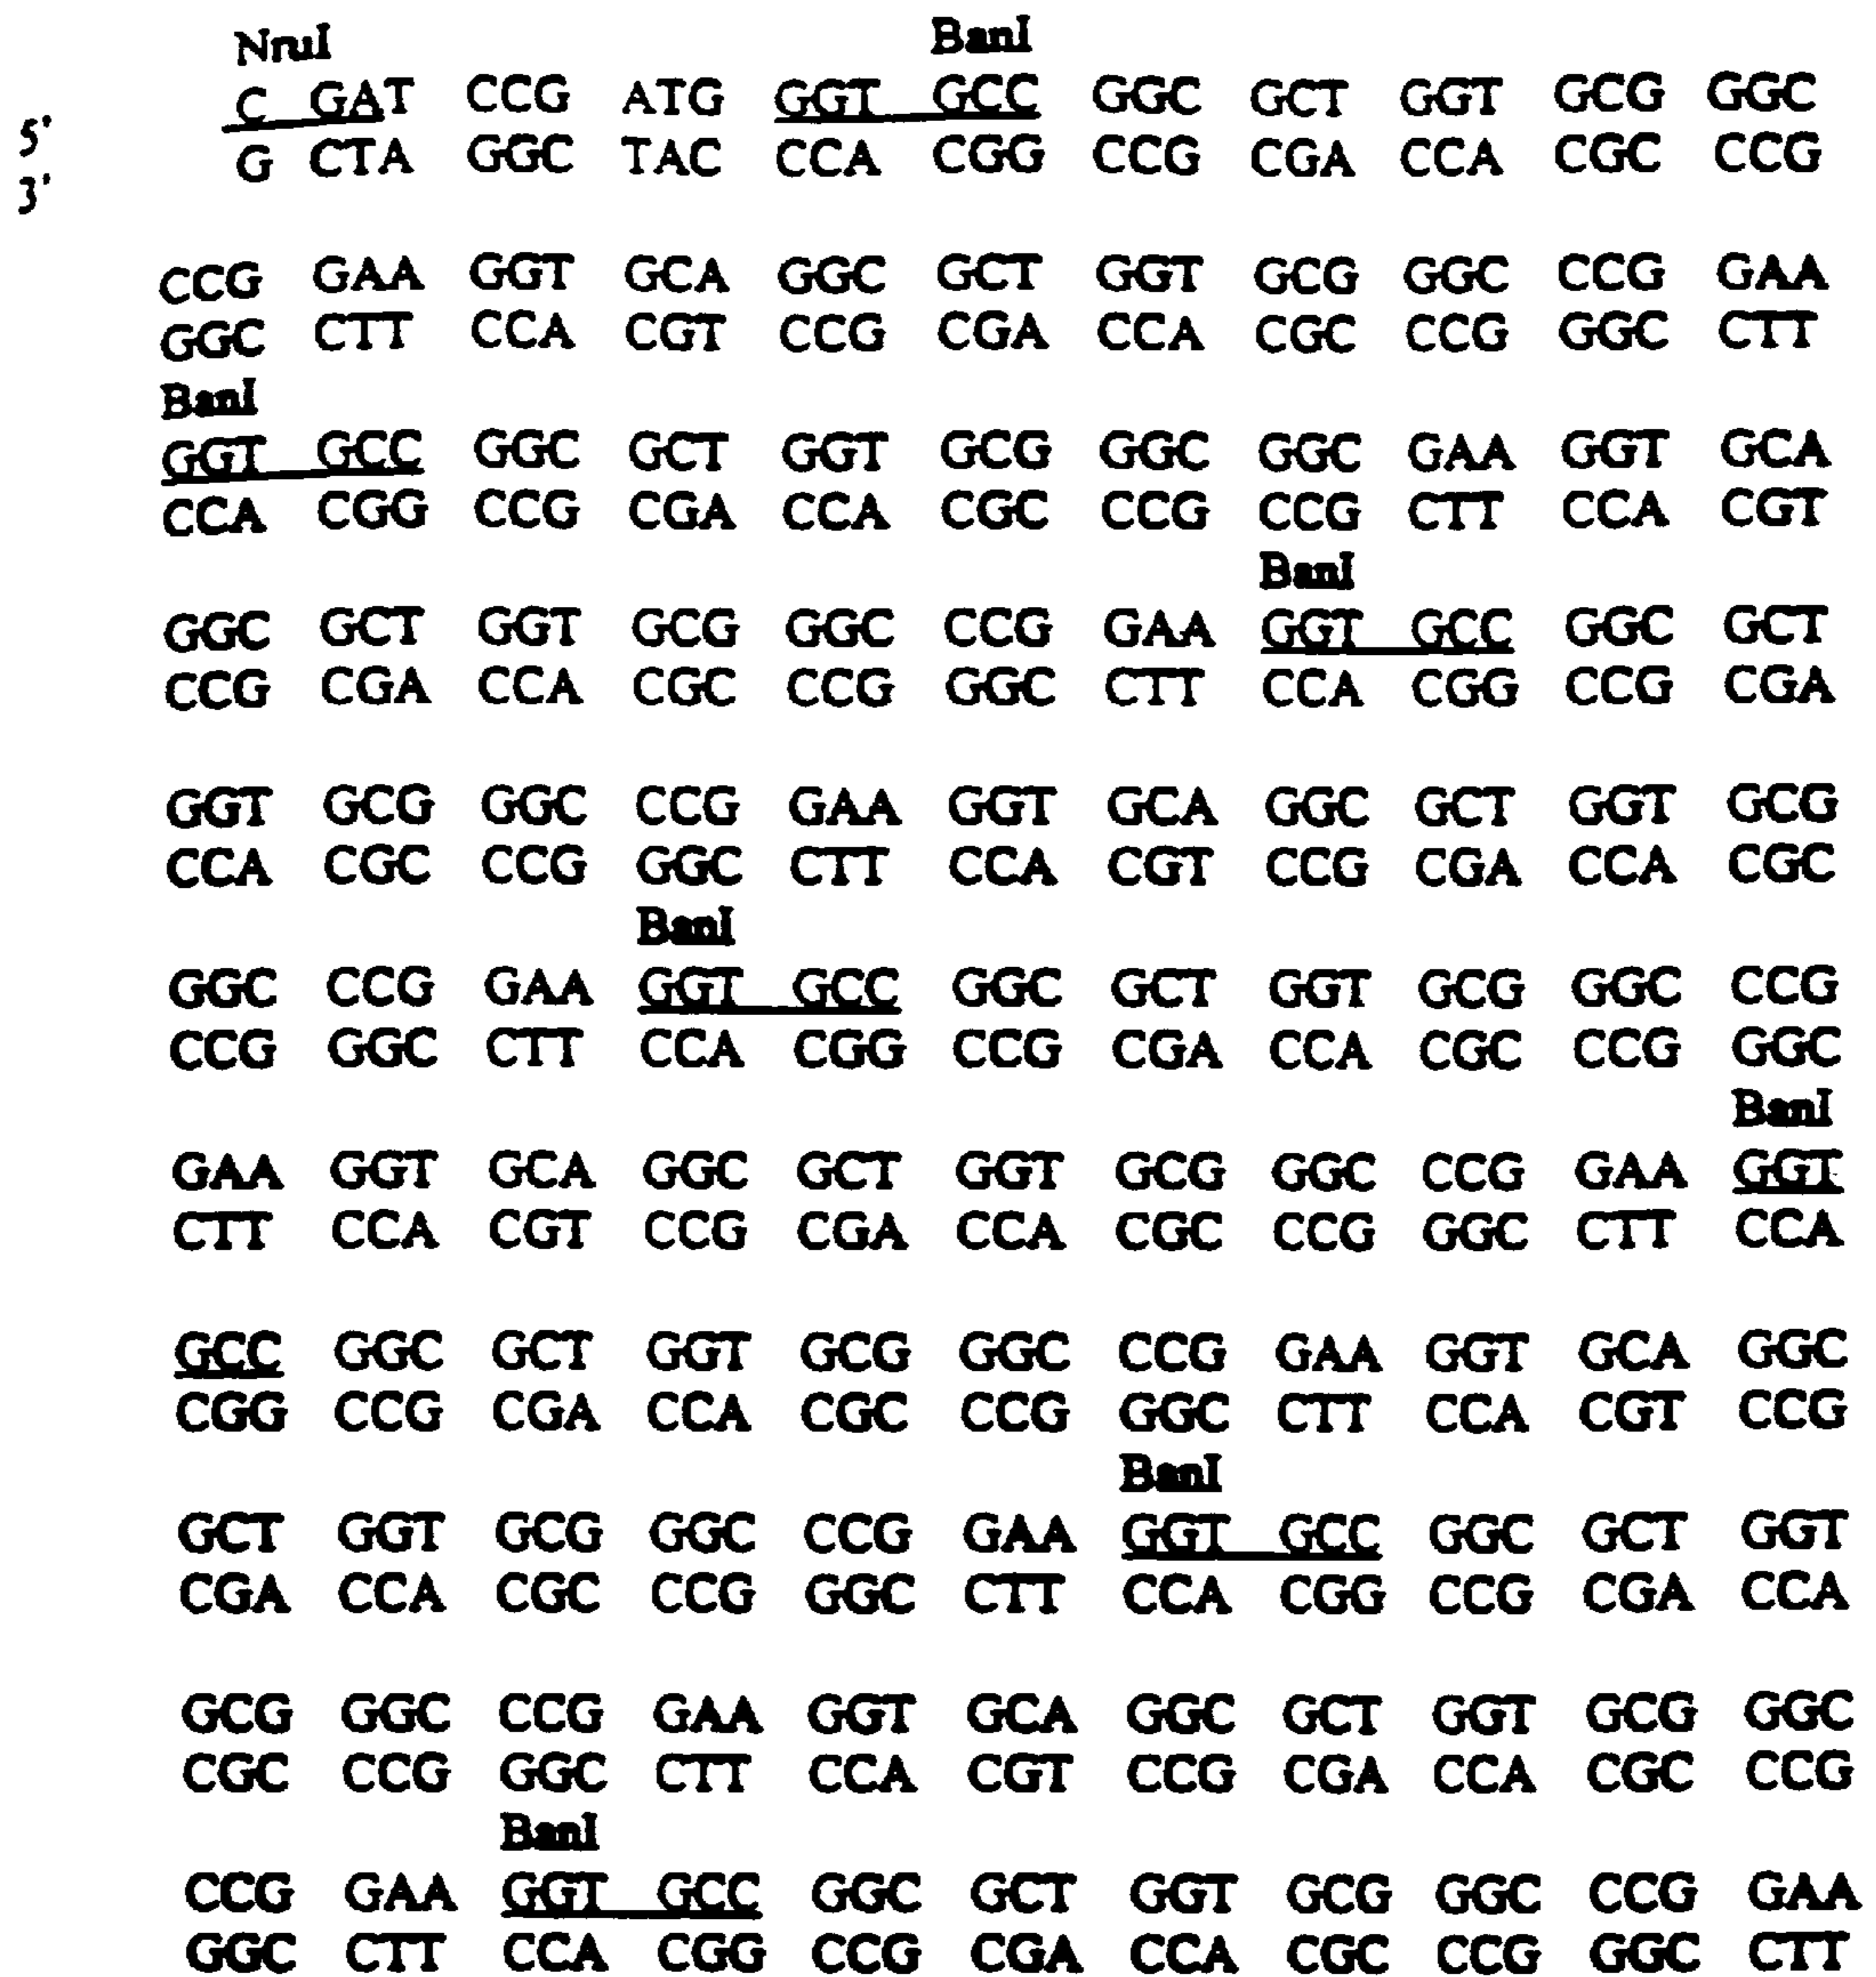 NruI BanI
C GAT CCG ATG GGT GCC GGC GCT GGT GCG GGC
5'
G CTA GGC TAC CCA CGG CCG CGA CCA CGC CCG
3'
CCG GAA GGT GCA GGC GCT GGT GCG GGC CCG GAA
GGC CTT CCA CGT CCG CGA CCA CGC CCG GGC CTT
BanI
GGT GCC GGC GCT GGT GCG GGC GGC GAA GGT GCA
CCA CGG CCG CGA CCA CGC CCG CCG CTT CCA CGT
BanI
GGC GCT GGT GCG GGC CCG GAA GGT GCC GGC GCT
CCG CGA CCA CGC CCG GGC CTT CCA CGG CCG CGA
GGT GCG GGC CCG GAA GGT GCA GGC GCT GGT GCG
CCA CGC CCG GGC CTT CCA CGT CCG CGA CCA CGC
BanI
GGC CCG GAA GGT GCC GGC GCT GGT GCG GGC CCG
CCG GGC CTT CCA CGG CCG CGA CCA CGC CCG GGC
BanI
GAA GGT GCA GGC GCT GGT GCG GGC CCG GAA GGT
CTT CCA CGT CCG CGA CCA CGC CCG GGC CTT CCA
GCC GGC GCT GGT GCG GGC CCG GAA GGT GCA GGC
CGG CCG CGA CCA CGC CCG GGC CTT CCA CGT CCG
BanI
GCT GGT GCG GGC CCG GAA GGT GCC GGC GCT GGT
CGA CCA CGC CCG GGC CTT CCA CGG CCG CGA CCA
GCG GGC CCG GAA GGT GCA GGC GCT GGT GCG GGC
CGC CCG GGC CTT CCA CGT CCG CGA CCA CGC CCG
BanI
CCG GAA GGT GCC GGC GCT GGT GCG GGC CCG GAA
GGC CTT CCA CGG CCG CGA CCA CGC CCG GGC CTT